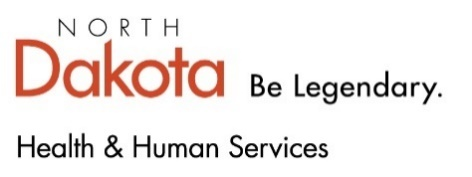 NORTH
Dakota Be Legendary.
Health & Human Services